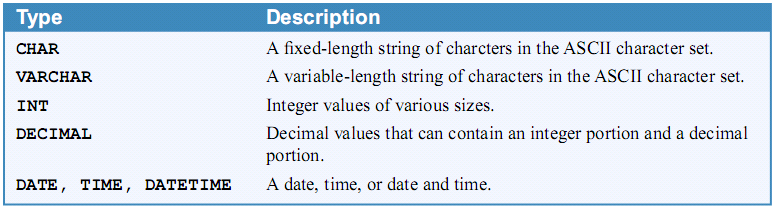 Type Description
CHAR A fixed-length string of charcters in the ASCII character set.
VARCHAR A variable-length string of characters in the ASCII character set.
INT Integer values of various sizes.
DECIMAL Decimal values that can contain an integer portion and a decimal
portion.
DATE, TIME, DATETIME A date, time, or date and time.